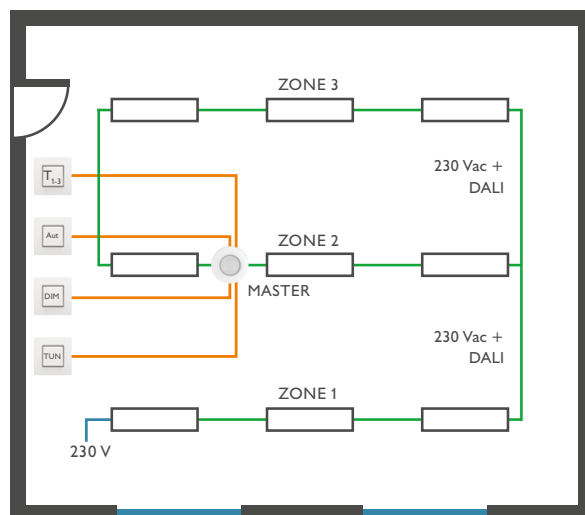 ZONE 3
230 Vac +
DALI
T1-3
Aut
ZONE 2
DIM
MASTER
230 Vac +
DALI
TUN
ZONE 1
230 V